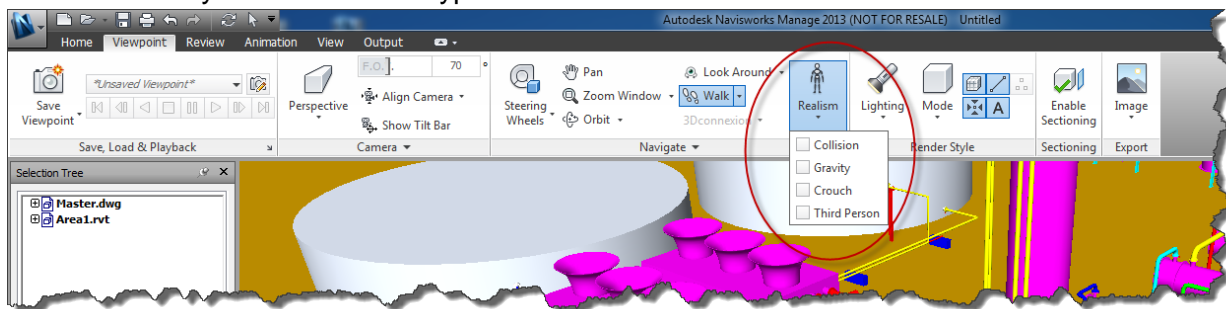 Autodesk Navisworks Manage 2013 (NOT FOR RESALE) Untitled
Home Viewpoint Review Animation View Output
*Unsaved Viewpoint*
Save Viewpoint
Save, Load & Playback
Perspective
F.O. 70 °
Align Camera
Show Tilt Bar
Camera
Steering Wheels
Pan
Zoom Window
Orbit
Look Around
Walk
3Dconnexion
Navigate
Realism
Collision
Gravity
Crouch
Third Person
Lighting
Mode
A
Render Style
Enable Sectioning
Sectioning
Image
Export
Selection Tree
Master.dwg
Area1.rvt